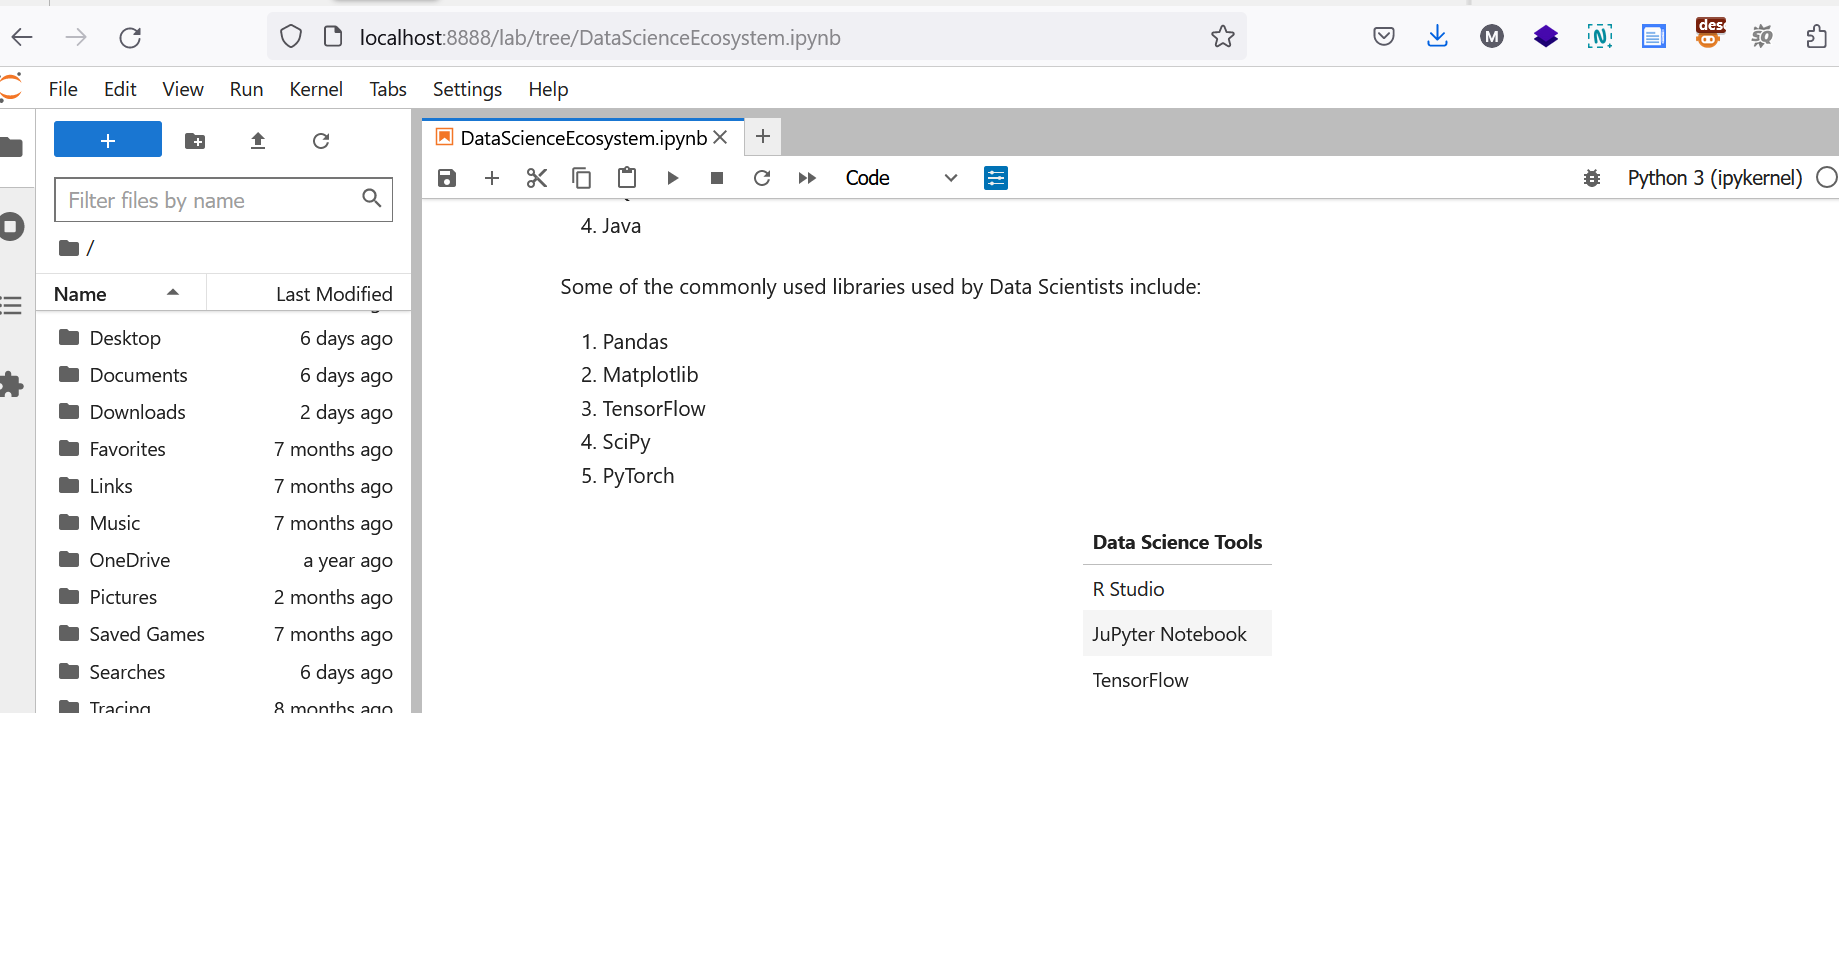 localhost:8888/lab/tree/DataScienceEcosystem.ipynb
M
N
des
File Edit View Run Kernel Tabs Settings Help
DataScienceEcosystem.ipynb
Code
Python 3 (ipykernel)
Filter files by name
/
Name Last Modified
Desktop 6 days ago
Documents 6 days ago
Downloads 2 days ago
Favorites 7 months ago
Links 7 months ago
Music 7 months ago
OneDrive a year ago
Pictures 2 months ago
Saved Games 7 months ago
Searches 6 days ago
Tracing 8 months ago
4. Java
Some of the commonly used libraries used by Data Scientists include:
1. Pandas
2. Matplotlib
3. TensorFlow
4. SciPy
5. PyTorch
Data Science Tools
R Studio
JuPyter Notebook
TensorFlow